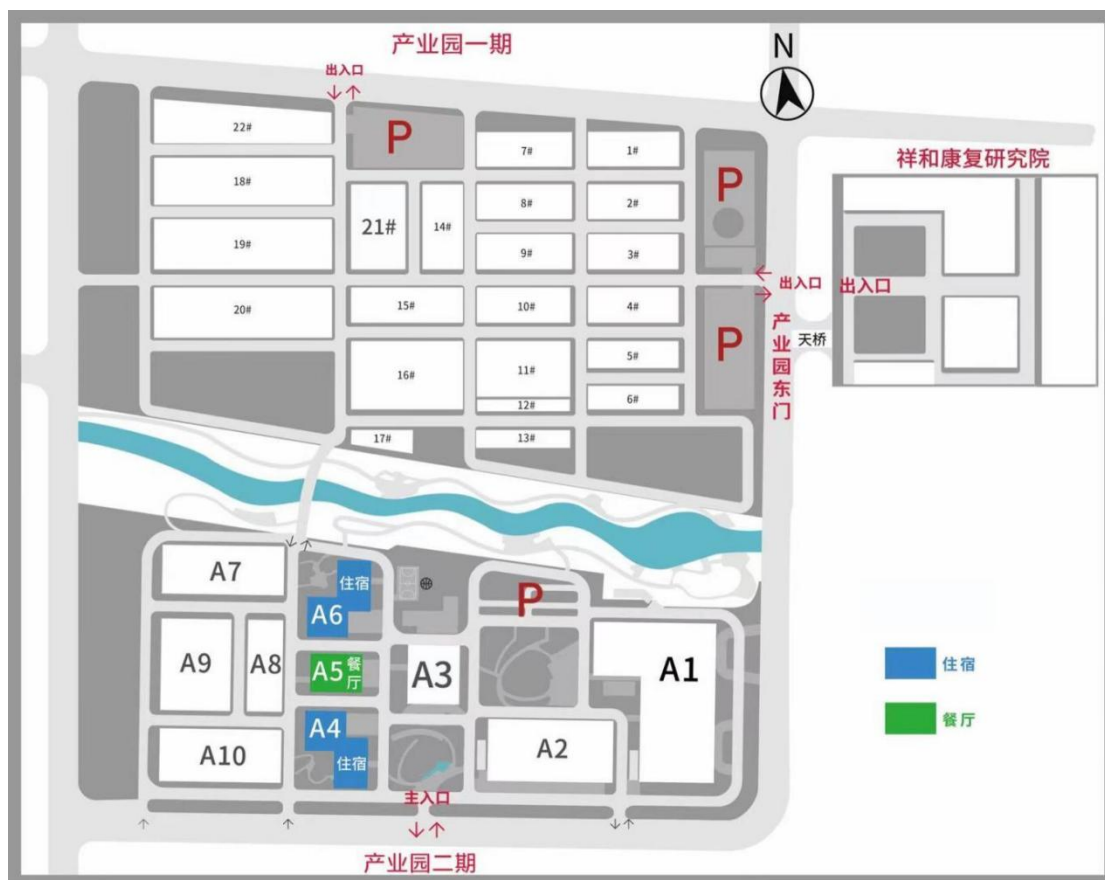 产业园一期
N
出入口
P
22#
7#
1#
祥和康复研究院
18#
P
21#
14#
8#
2#
19#
9#
3#
出入口
出入口
20#
15#
10#
4#
产业园东门
P
天桥
16#
11#
5#
12#
6#
17#
13#
A7
住宿
A6
P
A9
A8
A5
餐厅
A3
A1
住宿
餐厅
A4
住宿
A10
A2
主入口
产业园二期